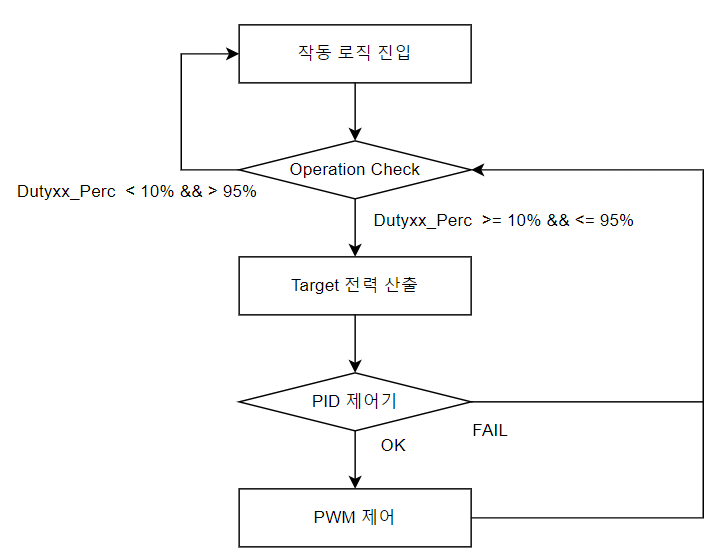 작동 로직 진입
Operation Check
Dutyxx_Perc < 10% && > 95%
Dutyxx_Perc >= 10% && <= 95%
Target 전력 산출
PID 제어기
FAIL
OK
PWM 제어